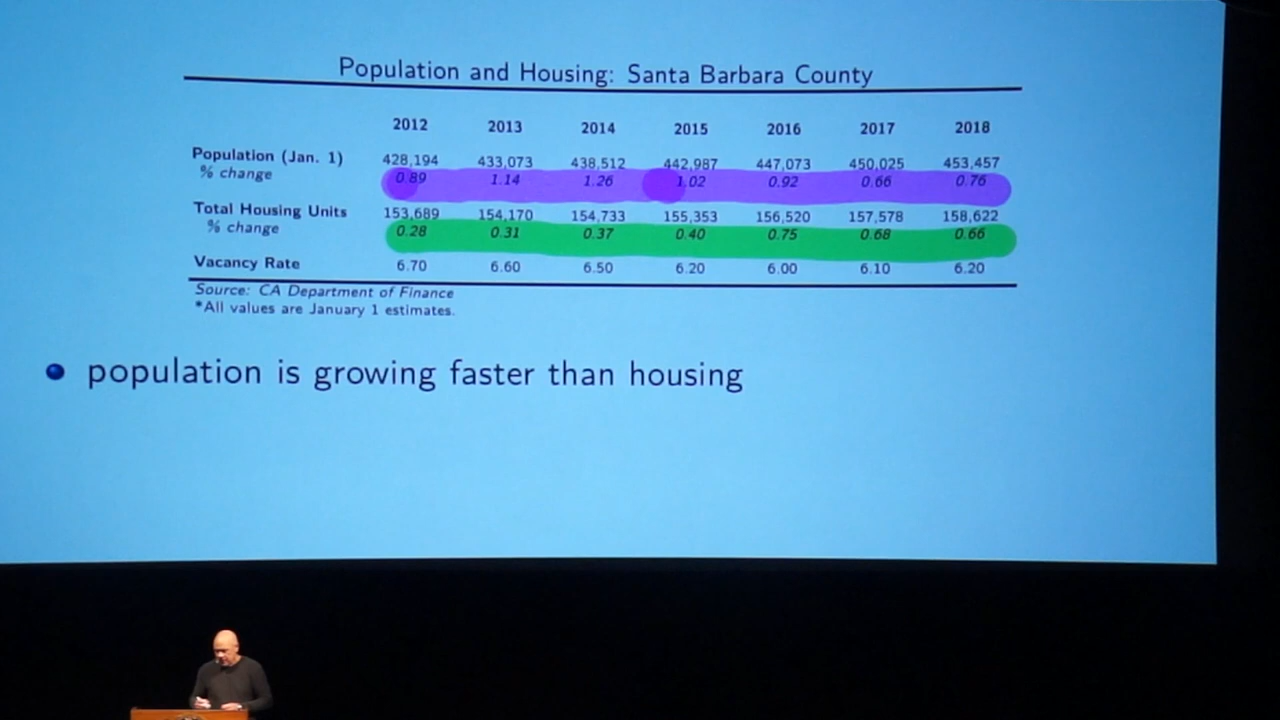 Population and Housing: Santa Barbara County
2012 2013 2014 2015 2016 2017 2018
Population (Jan. 1) 428,194 433,073 438,512 442,987 447,073 450,025 453,457
% change 0.89 1.14 1.26 1.02 0.92 0.66 0.76
Total Housing Units 153,689 154,170 154,733 155,353 156,520 157,578 158,622
% change 0.28 0.31 0.37 0.40 0.75 0.68 0.66
Vacancy Rate 6.70 6.60 6.50 6.20 6.00 6.10 6.20
Source: CA Department of Finance
*All values are January 1 estimates.
population is growing faster than housing